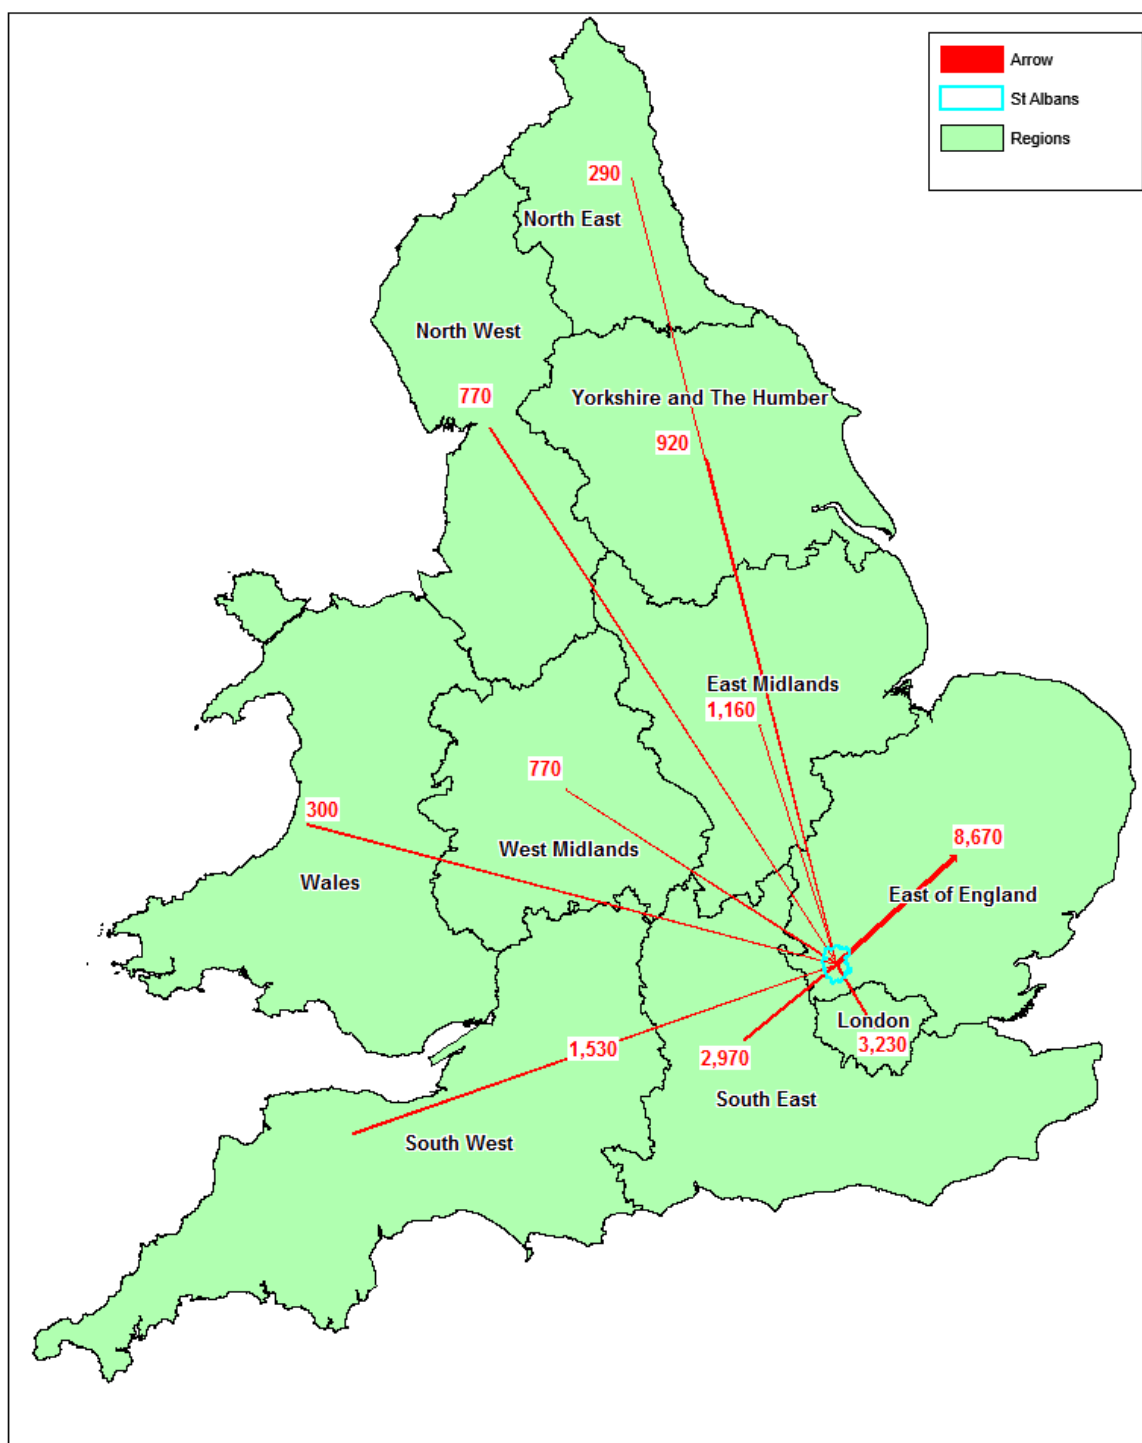 Arrow
St Albans
Regions
290
North East
North West
770
Yorkshire and The Humber
920
East Midlands
1,160
770
300
West Midlands
Wales
8,670
East of England
London
3,230
1,530
2,970
South East
South West